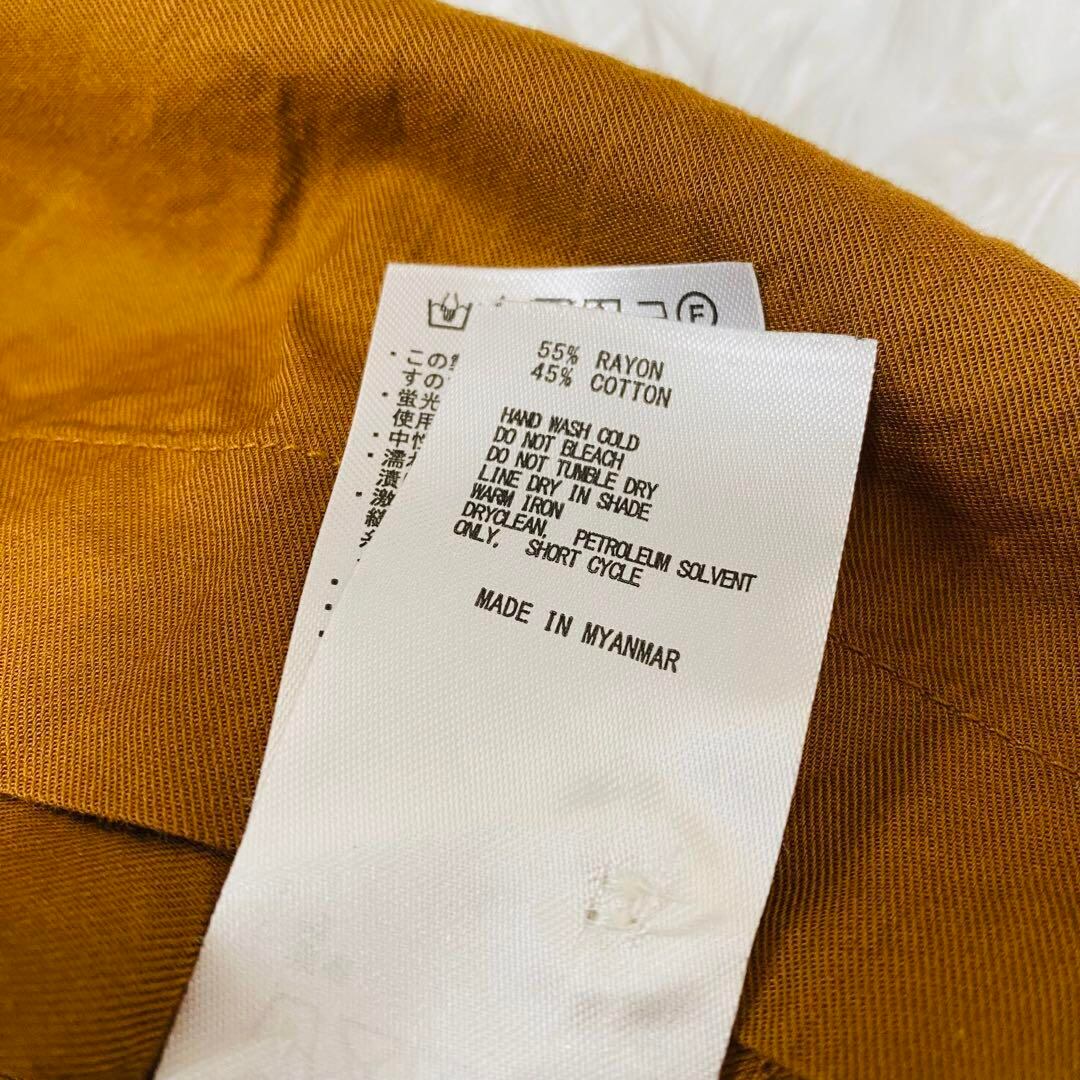 F
55% RAYON
45% COTTON
HAND WASH COLD
DO NOT BLEACH
DO NOT TUMBLE DRY
LINE DRY IN SHADE
WARM IRON
DRYCLEAN, PETROLEUM SOLVENT
ONLY, SHORT CYCLE
MADE IN MYANMAR
・この
すの
・蛍光
使用
・中性
・濡
漬
・激